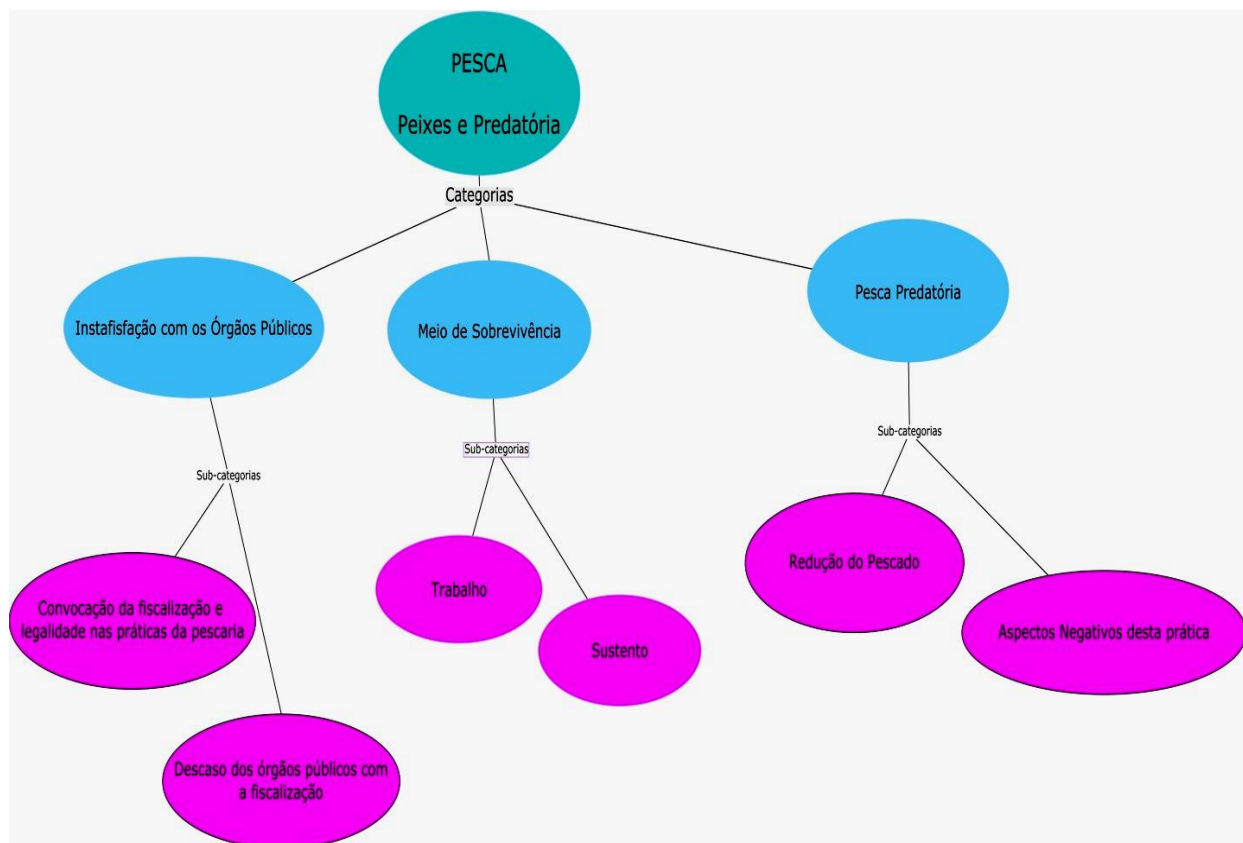 PESCA
Peixes e Predatória
Categorias
Instafisfação com os Órgãos Públicos
Meio de Sobrevivência
Pesca Predatória
Sub-categorias
Sub-categorias
Sub-categorias
Convocação da fiscalização e
legalidade nas práticas da pescaria
Descaso dos órgãos públicos com
a fiscalização
Trabalho
Sustento
Redução do Pescado
Aspectos Negativos desta prática